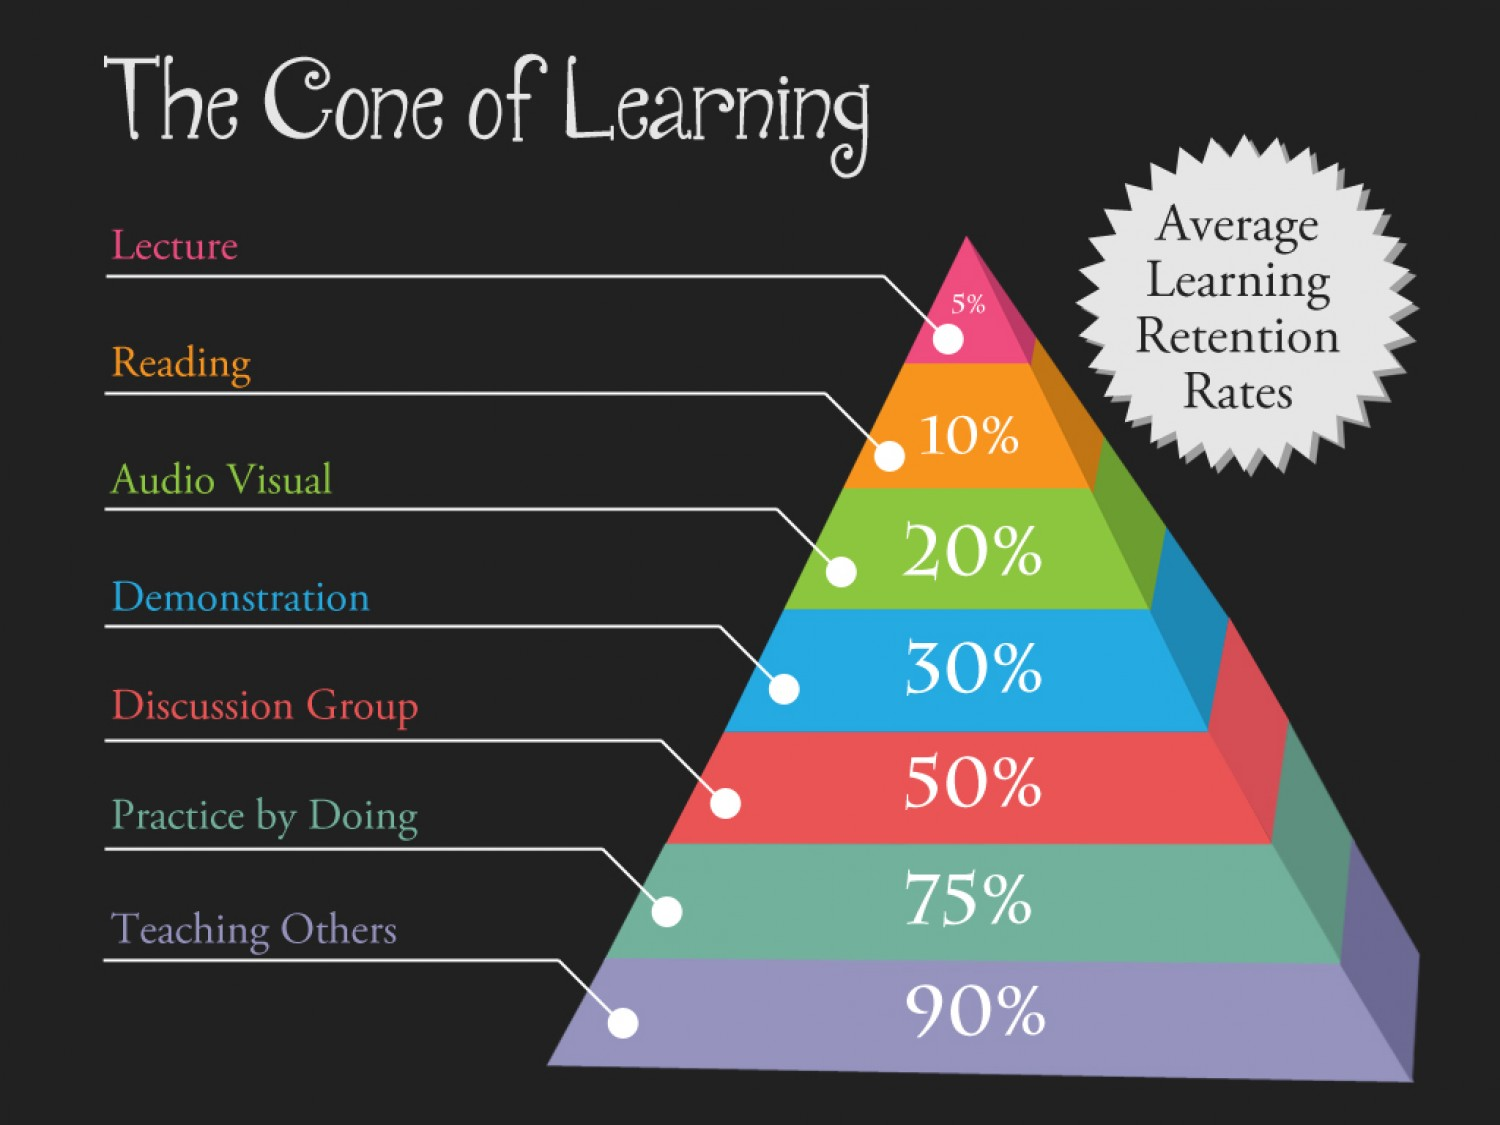 The Cone of Learning
Average
Learning
Retention
Rates
Lecture
5%
Reading
10%
Audio Visual
20%
Demonstration
30%
Discussion Group
50%
Practice by Doing
75%
Teaching Others
90%